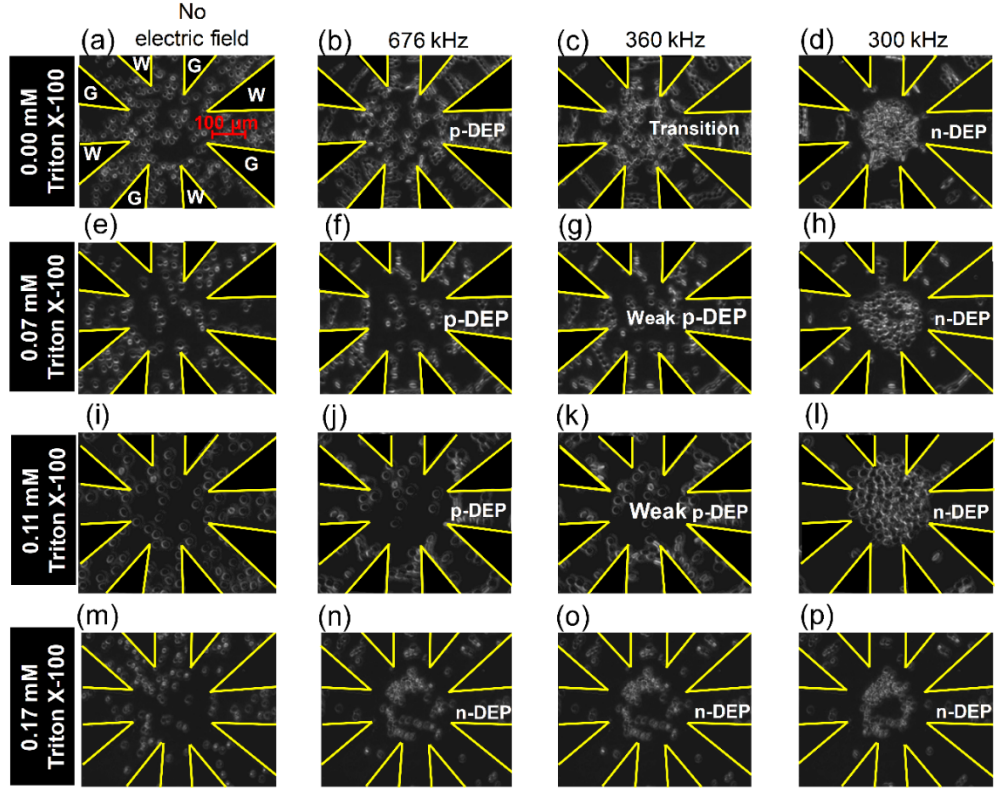 No
electric field
676 kHz
360 kHz
300 kHz
(a)
(b)
(c)
(d)
0.00 mM
Triton X-100
W
G
G
W
100 µm
W
G
G
W
p-DEP
Transition
n-DEP
(e)
(f)
(g)
(h)
0.07 mM
Triton X-100
p-DEP
Weak p-DEP
n-DEP
(i)
(j)
(k)
(l)
0.11 mM
Triton X-100
p-DEP
Weak p-DEP
n-DEP
(m)
(n)
(o)
(p)
0.17 mM
Triton X-100
n-DEP
n-DEP
n-DEP